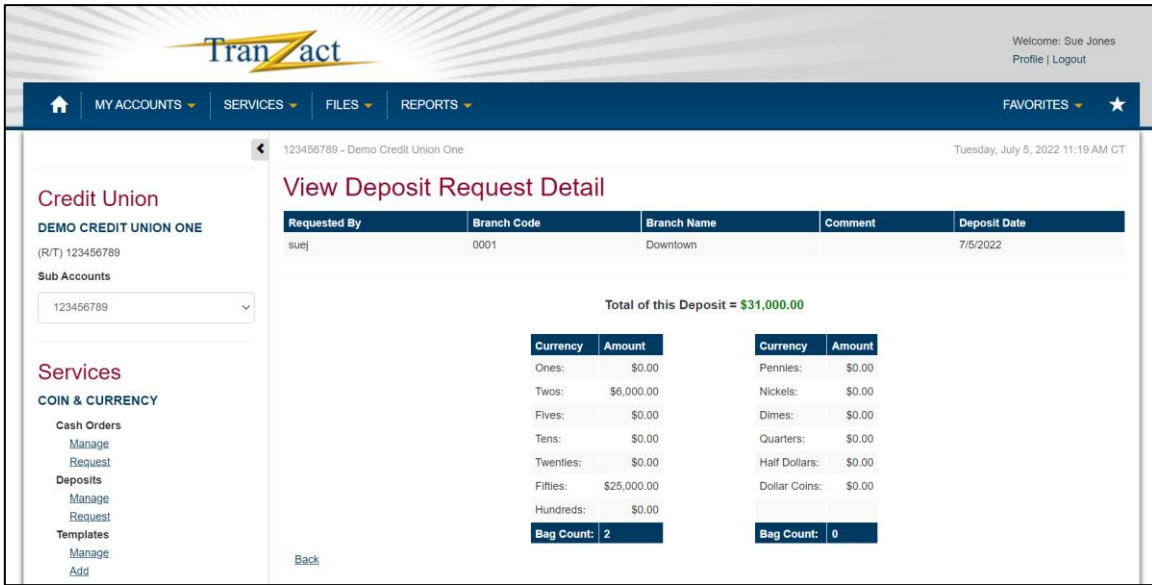 TranZact
Welcome: Sue Jones
Profile | Logout
MY ACCOUNTS SERVICES FILES REPORTS FAVORITES
123456789 - Demo Credit Union One Tuesday, July 5, 2022 11:19 AM CT
Credit Union
DEMO CREDIT UNION ONE
(R/T) 123456789
Sub Accounts
123456789
Services
COIN & CURRENCY
Cash Orders
Manage
Request
Deposits
Manage
Request
Templates
Manage
Add
View Deposit Request Detail
Requested By Branch Code Branch Name Comment Deposit Date
suej 0001 Downtown 7/5/2022
Total of this Deposit = $31,000.00
Currency Amount
Ones: $0.00
Twos: $6,000.00
Fives: $0.00
Tens: $0.00
Twenties: $0.00
Fifties: $25,000.00
Hundreds: $0.00
Bag Count: 2
Currency Amount
Pennies: $0.00
Nickels: $0.00
Dimes: $0.00
Quarters: $0.00
Half Dollars: $0.00
Dollar Coins: $0.00
Bag Count: 0
Back